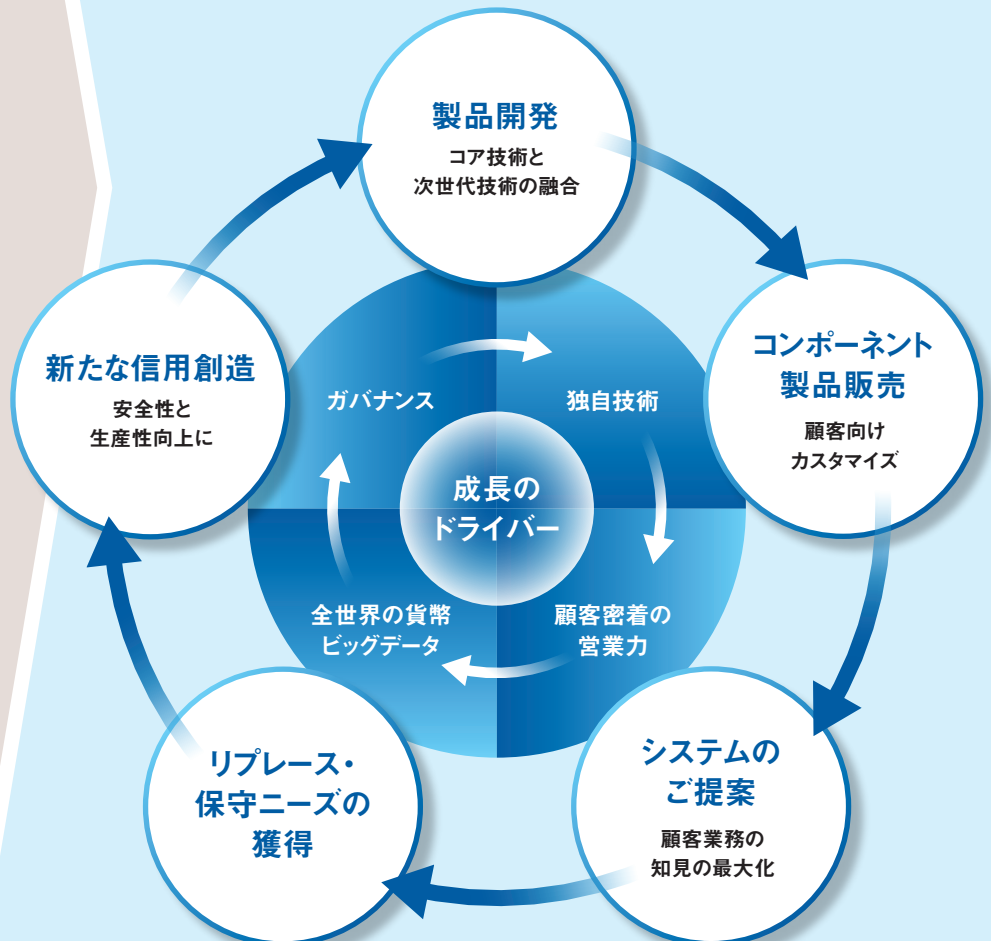 製品開発
コア技術と
次世代技術の融合
コンポーネント
製品販売
顧客向け
カスタマイズ
システムの
ご提案
顧客業務の
知見の最大化
リプレース・
保守ニーズの
獲得
新たな信用創造
安全性と
生産性向上に
成長の
ドライバー
ガバナンス
独自技術
顧客密着の
営業力
全世界の貨幣
ビッグデータ